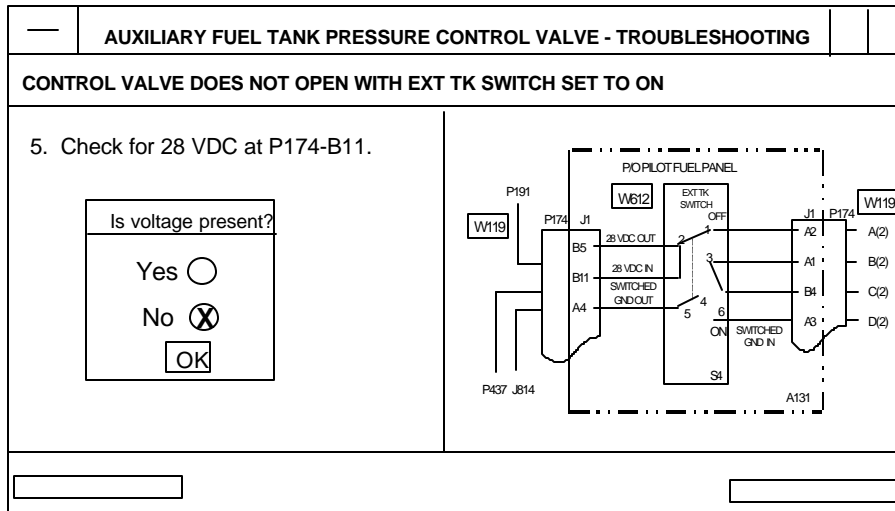 AUXILIARY FUEL TANK PRESSURE CONTROL VALVE - TROUBLESHOOTING
CONTROL VALVE DOES NOT OPEN WITH EXT TK SWITCH SET TO ON
5. Check for 28 VDC at P174-B11.
Is voltage present?
Yes
No X
OK
P/O PILOT FUEL PANEL
P191
W612
EXT TK
SWITCH
OFF
W119
P174
J1
J1
P174
W119
B5
28 VDC OUT
2
1
A2
A(2)
B11
28 VDC IN
3
A1
B(2)
SWITCHED
GND OUT
B4
C(2)
A4
4
5
6
ON
SWITCHED
GND IN
A3
D(2)
S4
P437
J814
A131